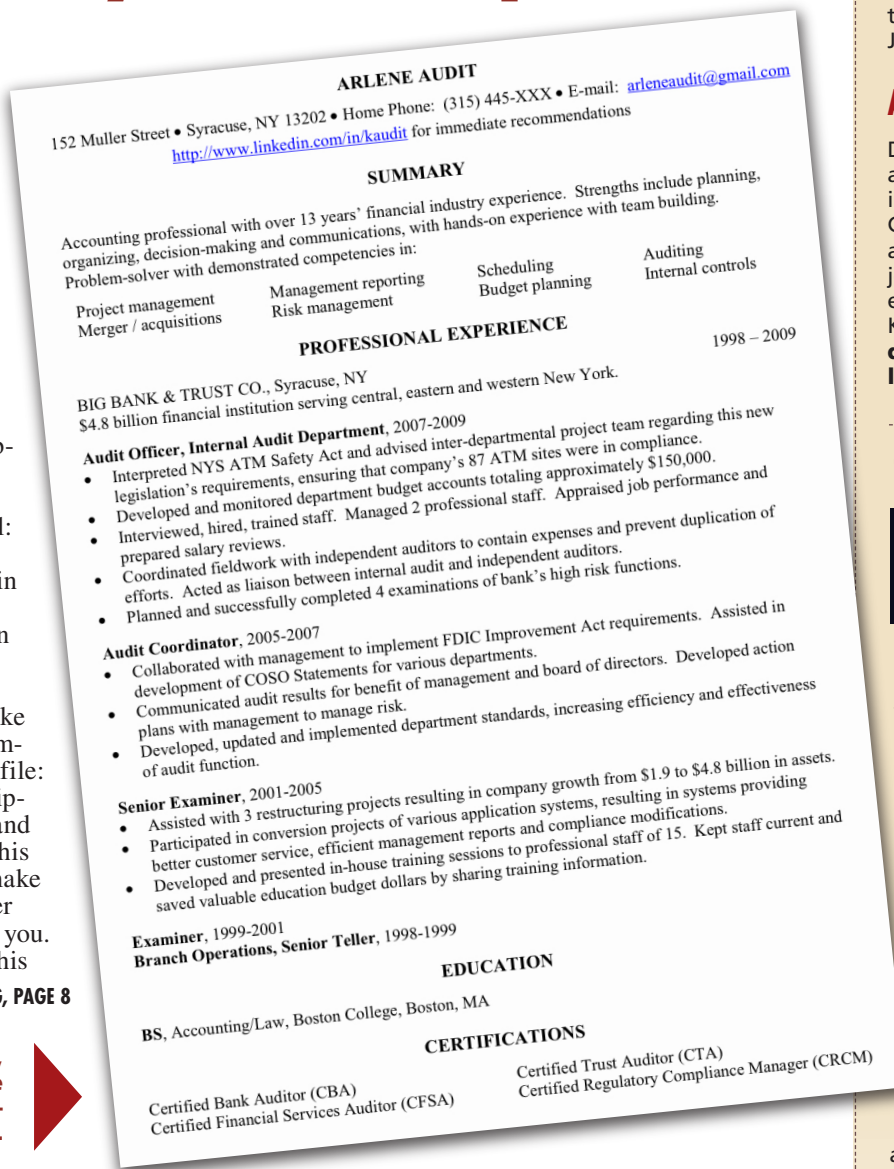 ARLENE AUDIT
152 Muller Street • Syracuse, NY 13202 • Home Phone: (315) 445-XXX • E-mail: arleneaudit@gmail.com
http://www.linkedin.com/in/kaudit for immediate recommendations
SUMMARY
Accounting professional with over 13 years' financial industry experience. Strengths include planning,
organizing, decision-making and communications, with hands-on experience with team building.
Problem-solver with demonstrated competencies in:
Project management Management reporting Scheduling Auditing
Merger / acquisitions Risk management Budget planning Internal controls
PROFESSIONAL EXPERIENCE
BIG BANK & TRUST CO., Syracuse, NY 1998 – 2009
$4.8 billion financial institution serving central, eastern and western New York.
Audit Officer, Internal Audit Department, 2007-2009
• Interpreted NYS ATM Safety Act and advised inter-departmental project team regarding this new
legislation's requirements, ensuring that company's 87 ATM sites were in compliance.
• Developed and monitored department budget accounts totaling approximately $150,000.
• Interviewed, hired, trained staff. Managed 2 professional staff. Appraised job performance and
prepared salary reviews.
• Coordinated fieldwork with independent auditors to contain expenses and prevent duplication of
efforts. Acted as liaison between internal audit and independent auditors.
• Planned and successfully completed 4 examinations of bank's high risk functions.
Audit Coordinator, 2005-2007
• Collaborated with management to implement FDIC Improvement Act requirements. Assisted in
development of COSO Statements for various departments.
• Communicated audit results for benefit of management and board of directors. Developed action
plans with management to manage risk.
• Developed, updated and implemented department standards, increasing efficiency and effectiveness
of audit function.
Senior Examiner, 2001-2005
• Assisted with 3 restructuring projects resulting in company growth from $1.9 to $4.8 billion in assets.
• Participated in conversion projects of various application systems, resulting in systems providing
better customer service, efficient management reports and compliance modifications.
• Developed and presented in-house training sessions to professional staff of 15. Kept staff current and
saved valuable education budget dollars by sharing training information.
Examiner, 1999-2001
Branch Operations, Senior Teller, 1998-1999
EDUCATION
BS, Accounting/Law, Boston College, Boston, MA
CERTIFICATIONS
Certified Bank Auditor (CBA) Certified Trust Auditor (CTA)
Certified Financial Services Auditor (CFSA) Certified Regulatory Compliance Manager (CRCM)
file:
and
his
you.
his
, PAGE 8